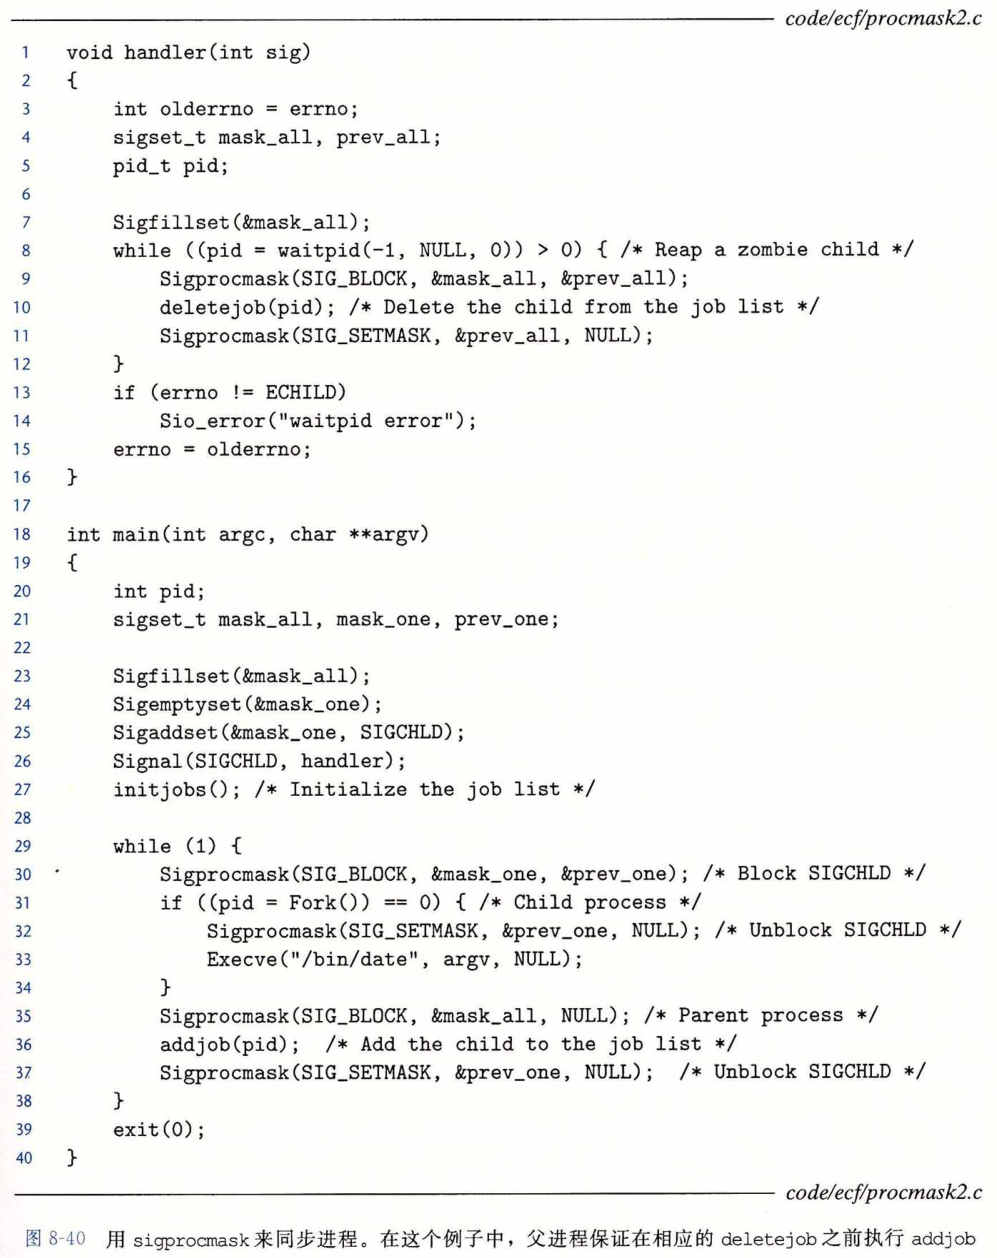 code/ecf/procmask2.c
1 void handler(int sig)
2 {
3     int olderrno = errno;
4     sigset_t mask_all, prev_all;
5     pid_t pid;
6
7     Sigfillset(&mask_all);
8     while ((pid = waitpid(-1, NULL, 0)) > 0) { /* Reap a zombie child */
9         Sigprocmask(SIG_BLOCK, &mask_all, &prev_all);
10         deletejob(pid); /* Delete the child from the job list */
11         Sigprocmask(SIG_SETMASK, &prev_all, NULL);
12     }
13     if (errno != ECHILD)
14         Sio_error("waitpid error");
15     errno = olderrno;
16 }
17
18 int main(int argc, char **argv)
19 {
20     int pid;
21     sigset_t mask_all, mask_one, prev_one;
22
23     Sigfillset(&mask_all);
24     Sigemptyset(&mask_one);
25     Sigaddset(&mask_one, SIGCHLD);
26     Signal(SIGCHLD, handler);
27     initjobs(); /* Initialize the job list */
28
29     while (1) {
30         Sigprocmask(SIG_BLOCK, &mask_one, &prev_one); /* Block SIGCHLD */
31         if ((pid = Fork()) == 0) { /* Child process */
32             Sigprocmask(SIG_SETMASK, &prev_one, NULL); /* Unblock SIGCHLD */
33             Execve("/bin/date", argv, NULL);
34         }
35         Sigprocmask(SIG_BLOCK, &mask_all, NULL); /* Parent process */
36         addjob(pid);  /* Add the child to the job list */
37         Sigprocmask(SIG_SETMASK, &prev_one, NULL);  /* Unblock SIGCHLD */
38     }
39     exit(0);
40 }
code/ecf/procmask2.c
图 8-40 用 sigprocmask 来同步进程。在这个例子中，父进程保证在相应的 deletejob 之前执行 addjob